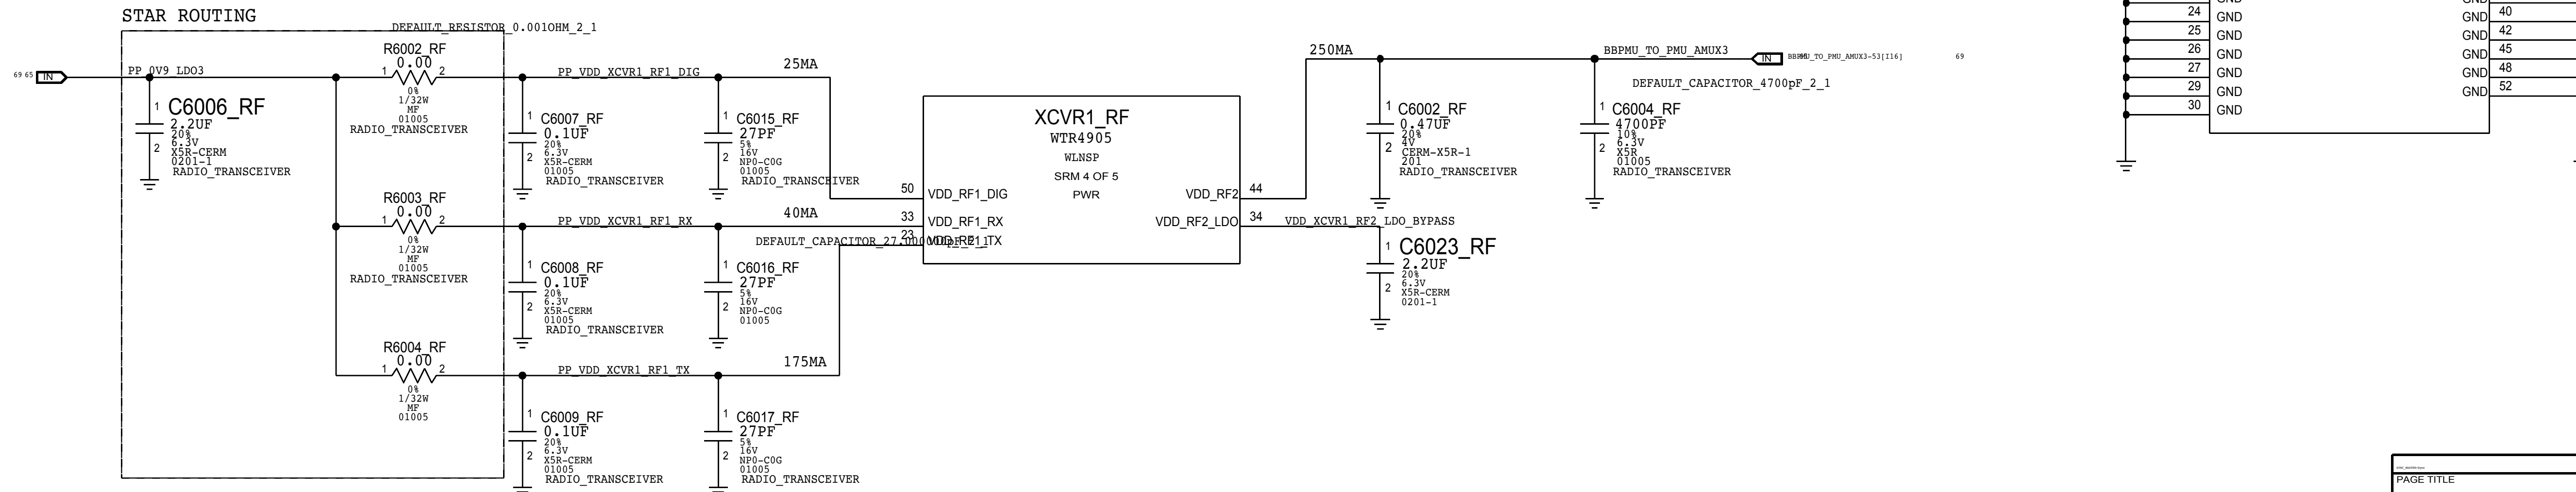 STAR ROUTING
DEFAULT_RESISTOR_0.001OHM_2_1
69 65
IN
PP_0V9_LDO3
R6002_RF
0.00
1
2
0%
1/32W
MF
01005
RADIO_TRANSCEIVER
1
2
C6006_RF
2.2UF
20%
6.3V
X5R-CERM
0201-1
RADIO_TRANSCEIVER
PP_VDD_XCVR1_RF1_DIG
25MA
1
2
C6007_RF
0.1UF
20%
6.3V
X5R-CERM
01005
RADIO_TRANSCEIVER
1
2
C6015_RF
27PF
5%
16V
NP0-C0G
01005
RADIO_TRANSCEIVER
R6003_RF
0.00
1
2
0%
1/32W
MF
01005
RADIO_TRANSCEIVER
PP_VDD_XCVR1_RF1_RX
40MA
DEFAULT_CAPACITOR_27.000000pF_2_1
1
2
C6008_RF
0.1UF
20%
6.3V
X5R-CERM
01005
RADIO_TRANSCEIVER
1
2
C6016_RF
27PF
5%
16V
NP0-C0G
01005
R6004_RF
0.00
1
2
0%
1/32W
MF
01005
PP_VDD_XCVR1_RF1_TX
175MA
1
2
C6009_RF
0.1UF
20%
6.3V
X5R-CERM
01005
RADIO_TRANSCEIVER
1
2
C6017_RF
27PF
5%
16V
NP0-C0G
01005
RADIO_TRANSCEIVER
XCVR1_RF
WTR4905
WLNSP
SRM 4 OF 5
PWR
50
VDD_RF1_DIG
33
VDD_RF1_RX
23
VDD_RF1_TX
VDD_RF2
44
VDD_RF2_LDO
34
250MA
BBPMU_TO_PMU_AMUX3
IN
69
DEFAULT_CAPACITOR_4700pF_2_1
1
2
C6002_RF
0.47UF
20%
4V
CERM-X5R-1
201
RADIO_TRANSCEIVER
1
2
C6004_RF
4700PF
10%
6.3V
X5R
01005
RADIO_TRANSCEIVER
VDD_XCVR1_RF2_LDO_BYPASS
1
2
C6023_RF
2.2UF
20%
6.3V
X5R-CERM
0201-1
24 GND
25 GND
26 GND
27 GND
29 GND
30 GND
GND 40
GND 42
GND 45
GND 48
GND 52
PAGE TITLE